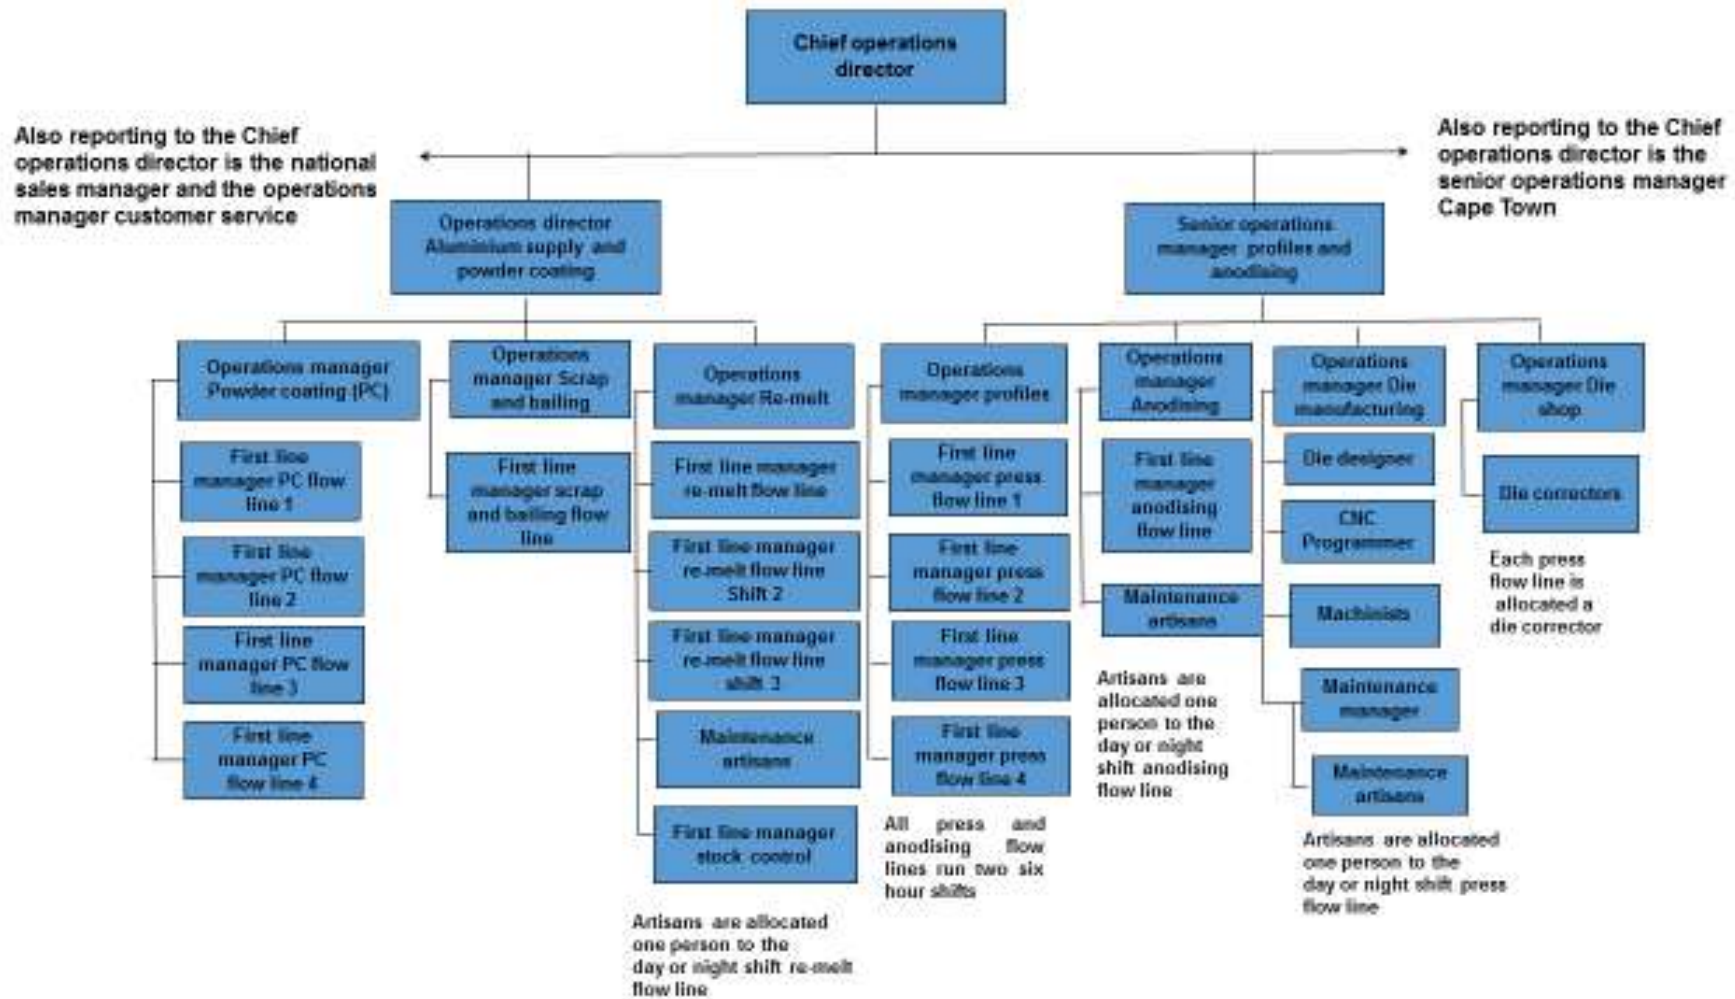 Chief operations
director
Also reporting to the Chief
operations director is the national
sales manager and the operations
manager customer service
Also reporting to the Chief
operations director is the
senior operations manager
Cape Town
Operations director
Aluminium supply and
powder coating
Senior operations
manager profiles and
anodising
Operations manager
Powder coating (PC)
First line
manager PC flow
line 1
First line
manager PC flow
line 2
First line
manager PC flow
line 3
First line
manager PC
flow line 4
Operations
manager Scrap
and bailing
First line
manager scrap
and bailing flow
line
Operations
manager Re-melt
First line manager
re-melt flow line
First line manager
re-melt flow line
Shift 2
First line manager
re-melt flow line
shift 3
Maintenance
artisans
First line manager
stock control
Artisans are allocated
one person to the
day or night shift re-melt
flow line
Operations
manager profiles
First line
manager press
flow line 1
First line
manager press
flow line 2
First line
manager press
flow line 3
First line
manager press
flow line 4
All press and
anodising flow
lines run two six
hour shifts
Operations
manager
Anodising
First line
manager
anodising
flow line
Maintenance
artisans
Artisans are
allocated one
person to the
day or night
shift anodising
flow line
Operations
manager Die
manufacturing
Die designer
CNC
Programmer
Machinists
Maintenance
manager
Maintenance
artisans
Artisans are allocated
one person to the
day or night shift press
flow line
Operations
manager Die
shop
Die correctors
Each press
flow line is
allocated a
die corrector